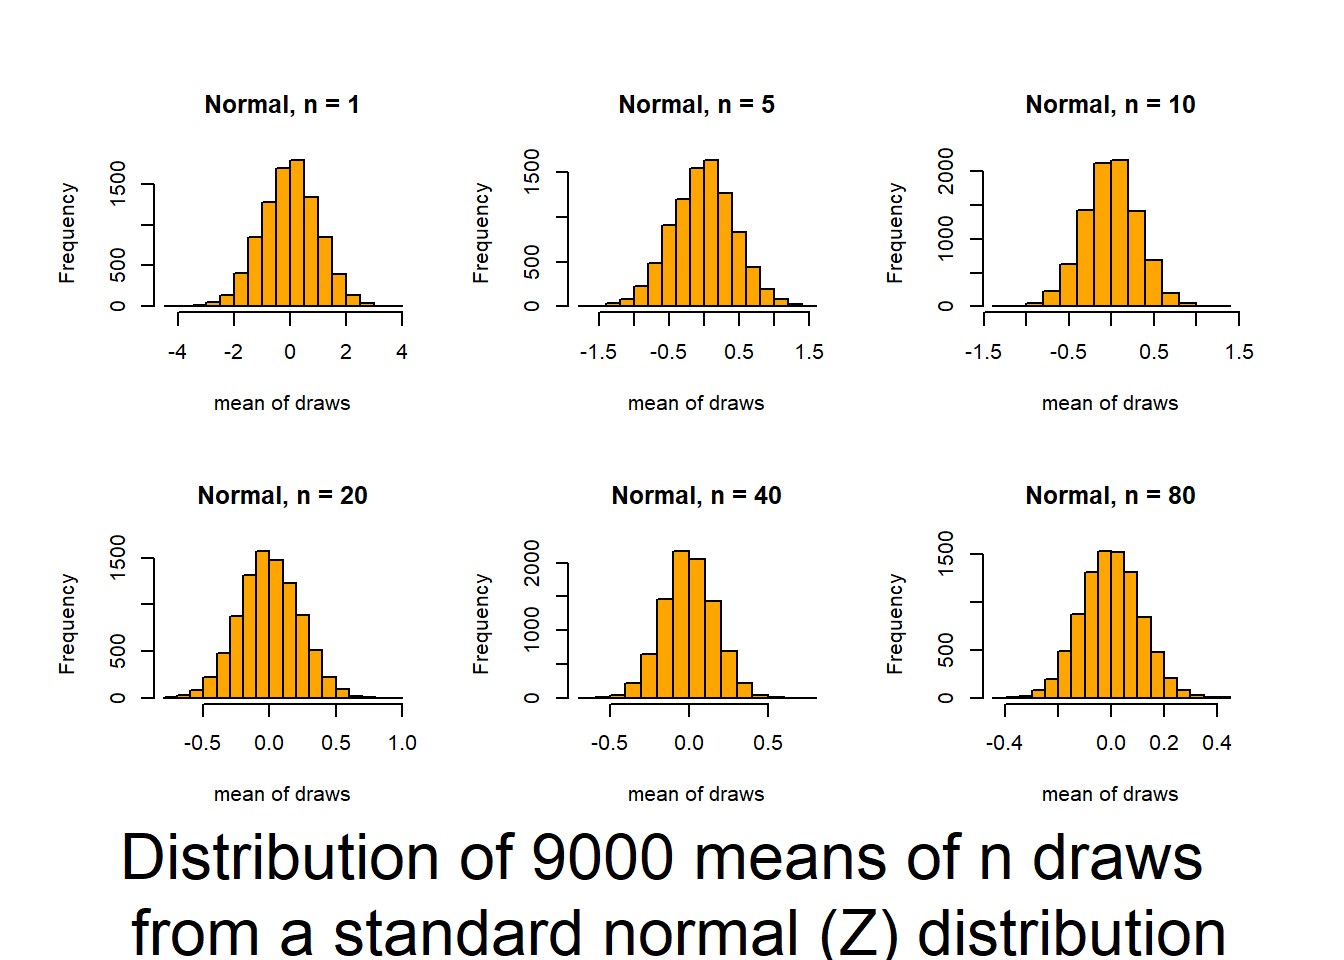 Normal, n = 1
Frequency
0 500 1500
-4 -2 0 2 4
mean of draws
Normal, n = 5
Frequency
0 500 1500
-1.5 -0.5 0.5 1.5
mean of draws
Normal, n = 10
Frequency
0 1000 2000
-1.5 -0.5 0.5 1.5
mean of draws
Normal, n = 20
Frequency
0 500 1500
-0.5 0.0 0.5 1.0
mean of draws
Normal, n = 40
Frequency
0 1000 2000
-0.5 0.0 0.5
mean of draws
Normal, n = 80
Frequency
0 500 1500
-0.4 0.0 0.2 0.4
mean of draws
Distribution of 9000 means of n draws
from a standard normal (Z) distribution